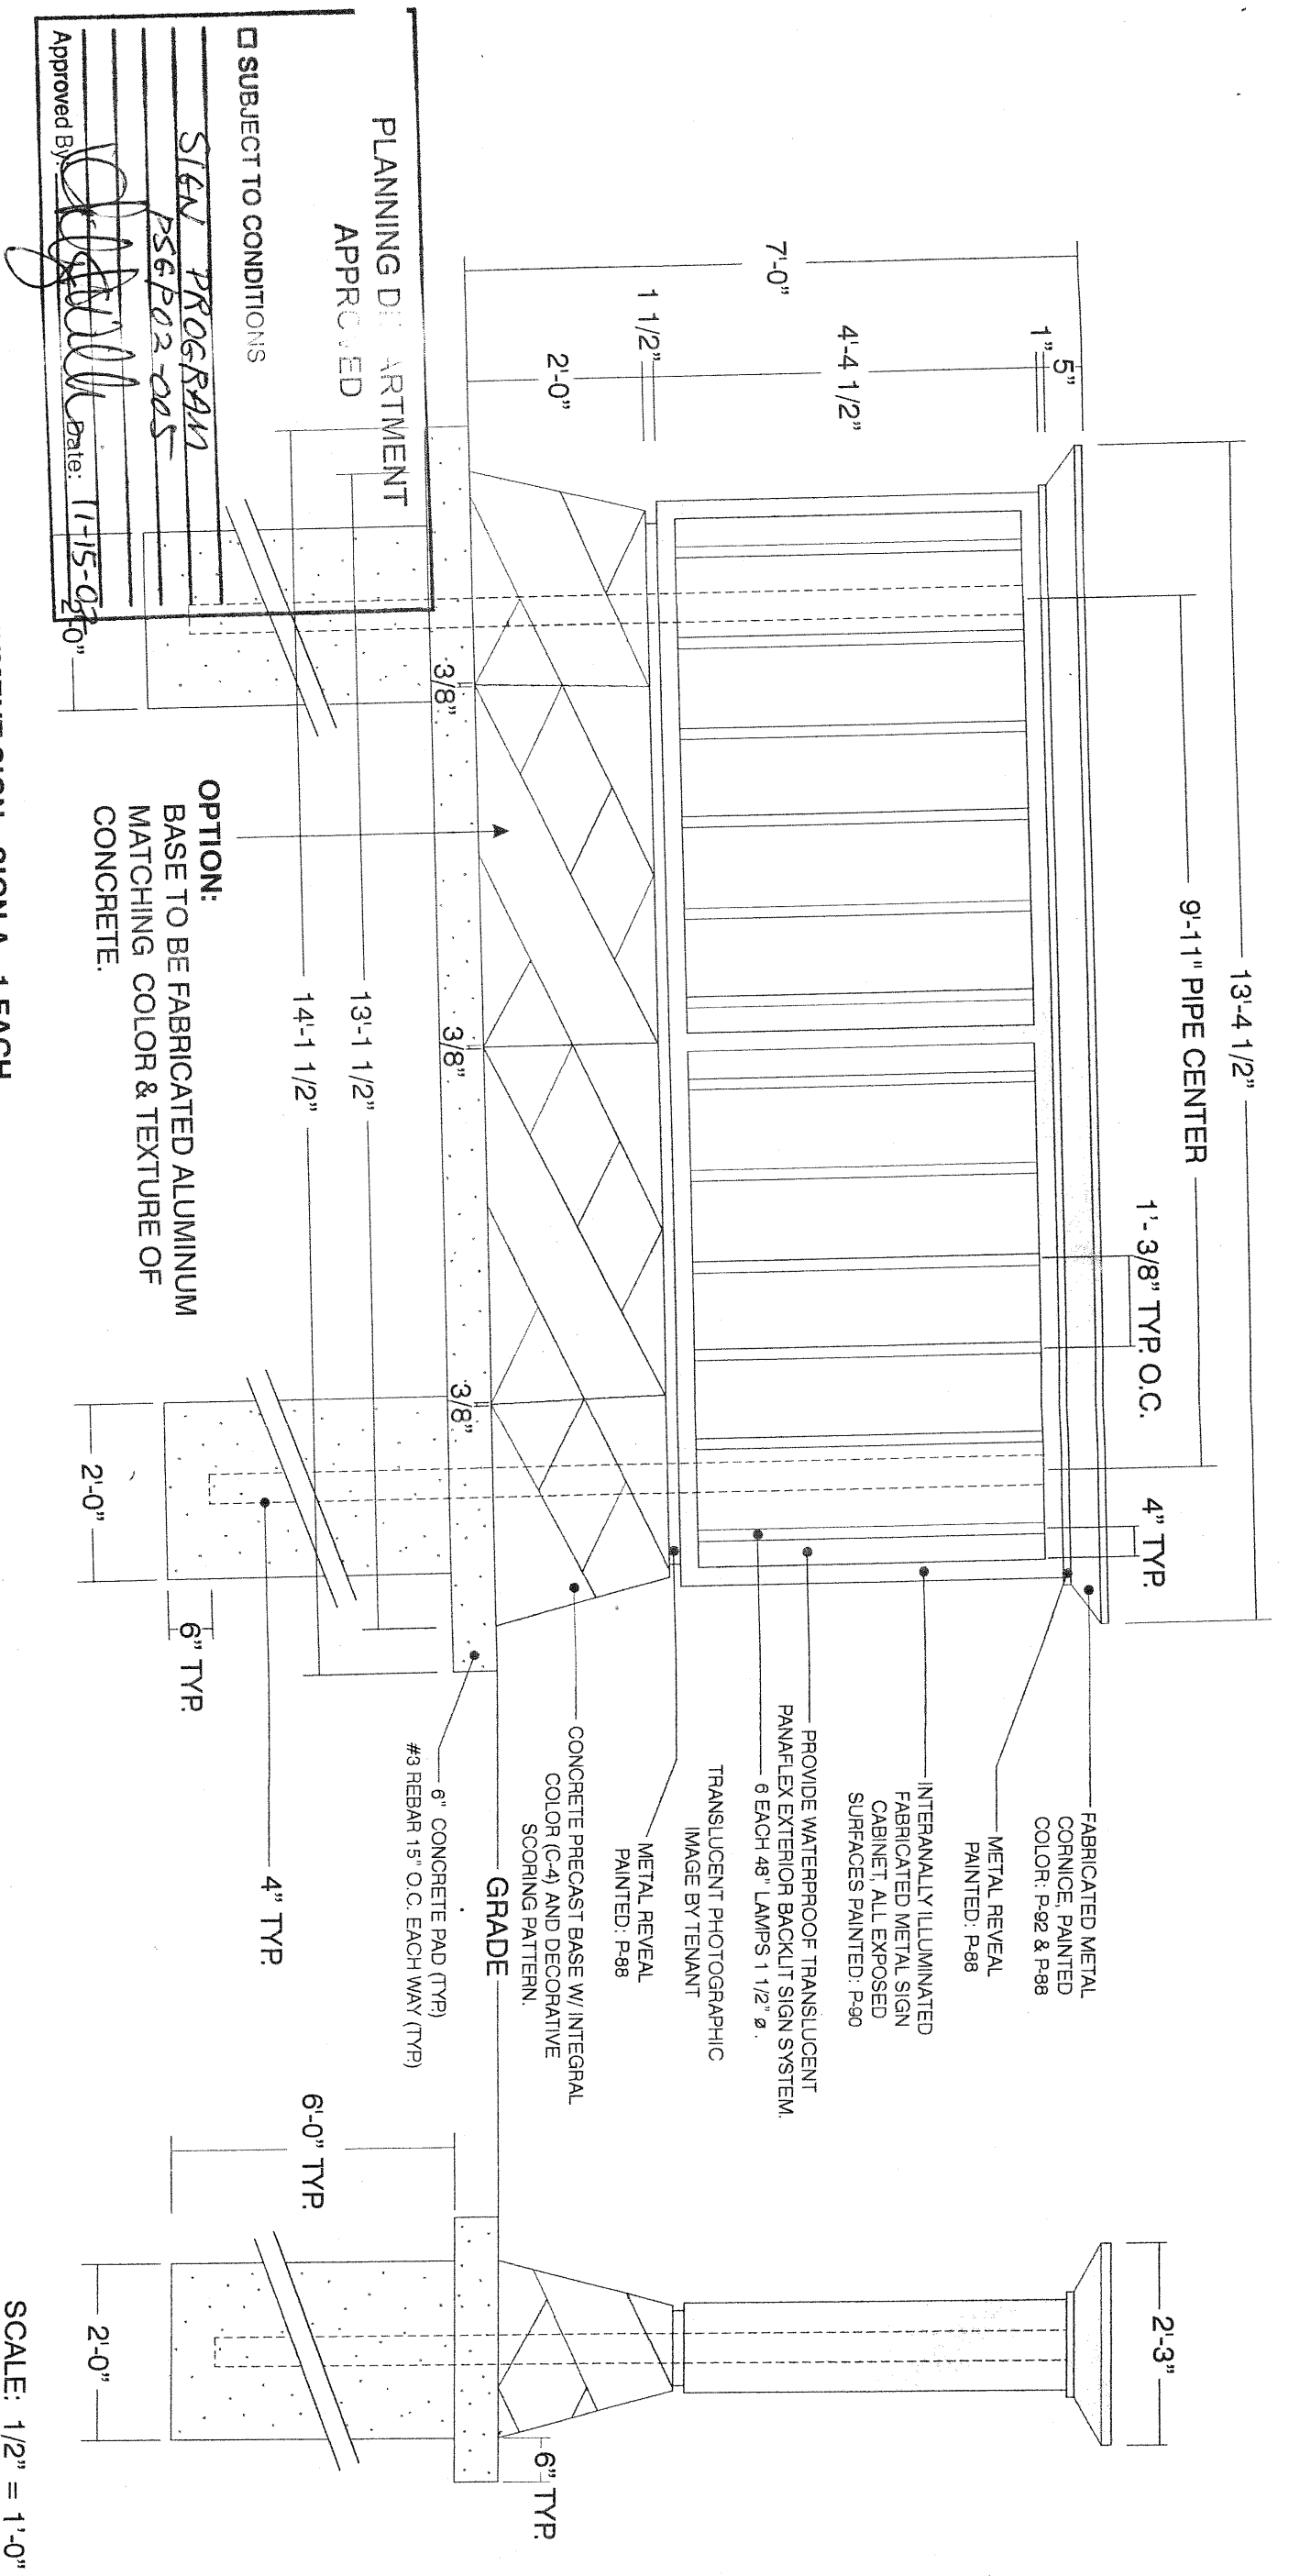 13'-4 1/2"
9'-11" PIPE CENTER
1'-3/8" TYP. O.C.
4" TYP.
5"
1"
4'-4 1/2"
7'-0"
1 1/2"
2'-0"
FABRICATED METAL
CORNICE, PAINTED
COLOR: P-92 & P-88
METAL REVEAL
PAINTED: P-88
INTERANALLY ILLUMINATED
FABRICATED METAL SIGN
CABINET, ALL EXPOSED
SURFACES PAINTED: P-90
PROVIDE WATERPROOF TRANSLUCENT
PANAFLEX EXTERIOR BACKLIT SIGN SYSTEM.
6 EACH 48" LAMPS 1 1/2" ø.
TRANSLUCENT PHOTOGRAPHIC
IMAGE BY TENANT
METAL REVEAL
PAINTED: P-88
CONCRETE PRECAST BASE W/ INTEGRAL
COLOR (C-4) AND DECORATIVE
SCORING PATTERN.
GRADE
6" CONCRETE PAD (TYP.)
#3 REBAR 15" O.C. EACH WAY (TYP)
4" TYP.
3/8"
3/8"
3/8"
13'-1 1/2"
14'-1 1/2"
OPTION:
BASE TO BE FABRICATED ALUMINUM
MATCHING COLOR & TEXTURE OF
CONCRETE.
2'-0"
2'-0"
6" TYP.
2'-3"
6'-0" TYP.
2'-0"
6" TYP.
PLANNING DEPARTMENT
APPROVED
SUBJECT TO CONDITIONS
SIGN PROGRAM
PSGP02-005
Approved By: Date: 11-15-02
SIGN A 1 EACH
SCALE: 1/2" = 1'-0"